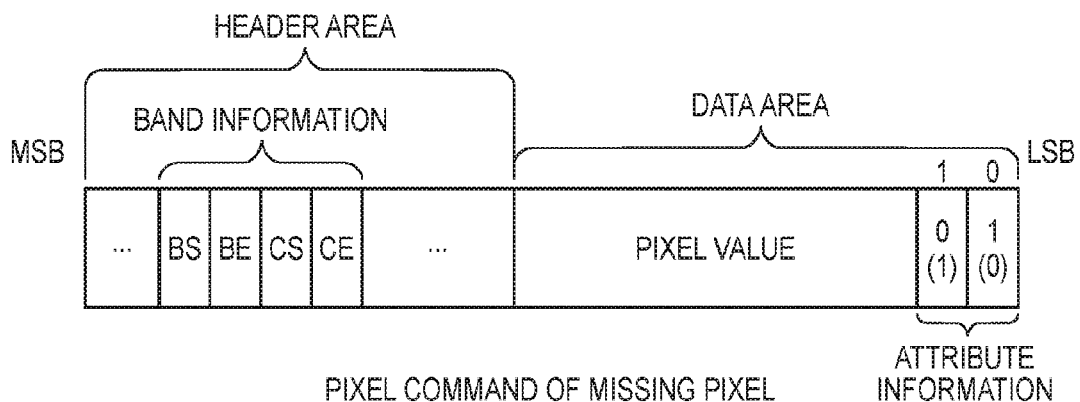 HEADER AREA
BAND INFORMATION
DATA AREA
MSB
LSB
1 0
... BS BE CS CE ... PIXEL VALUE 0 1
(1) (0)
ATTRIBUTE
INFORMATION
PIXEL COMMAND OF MISSING PIXEL